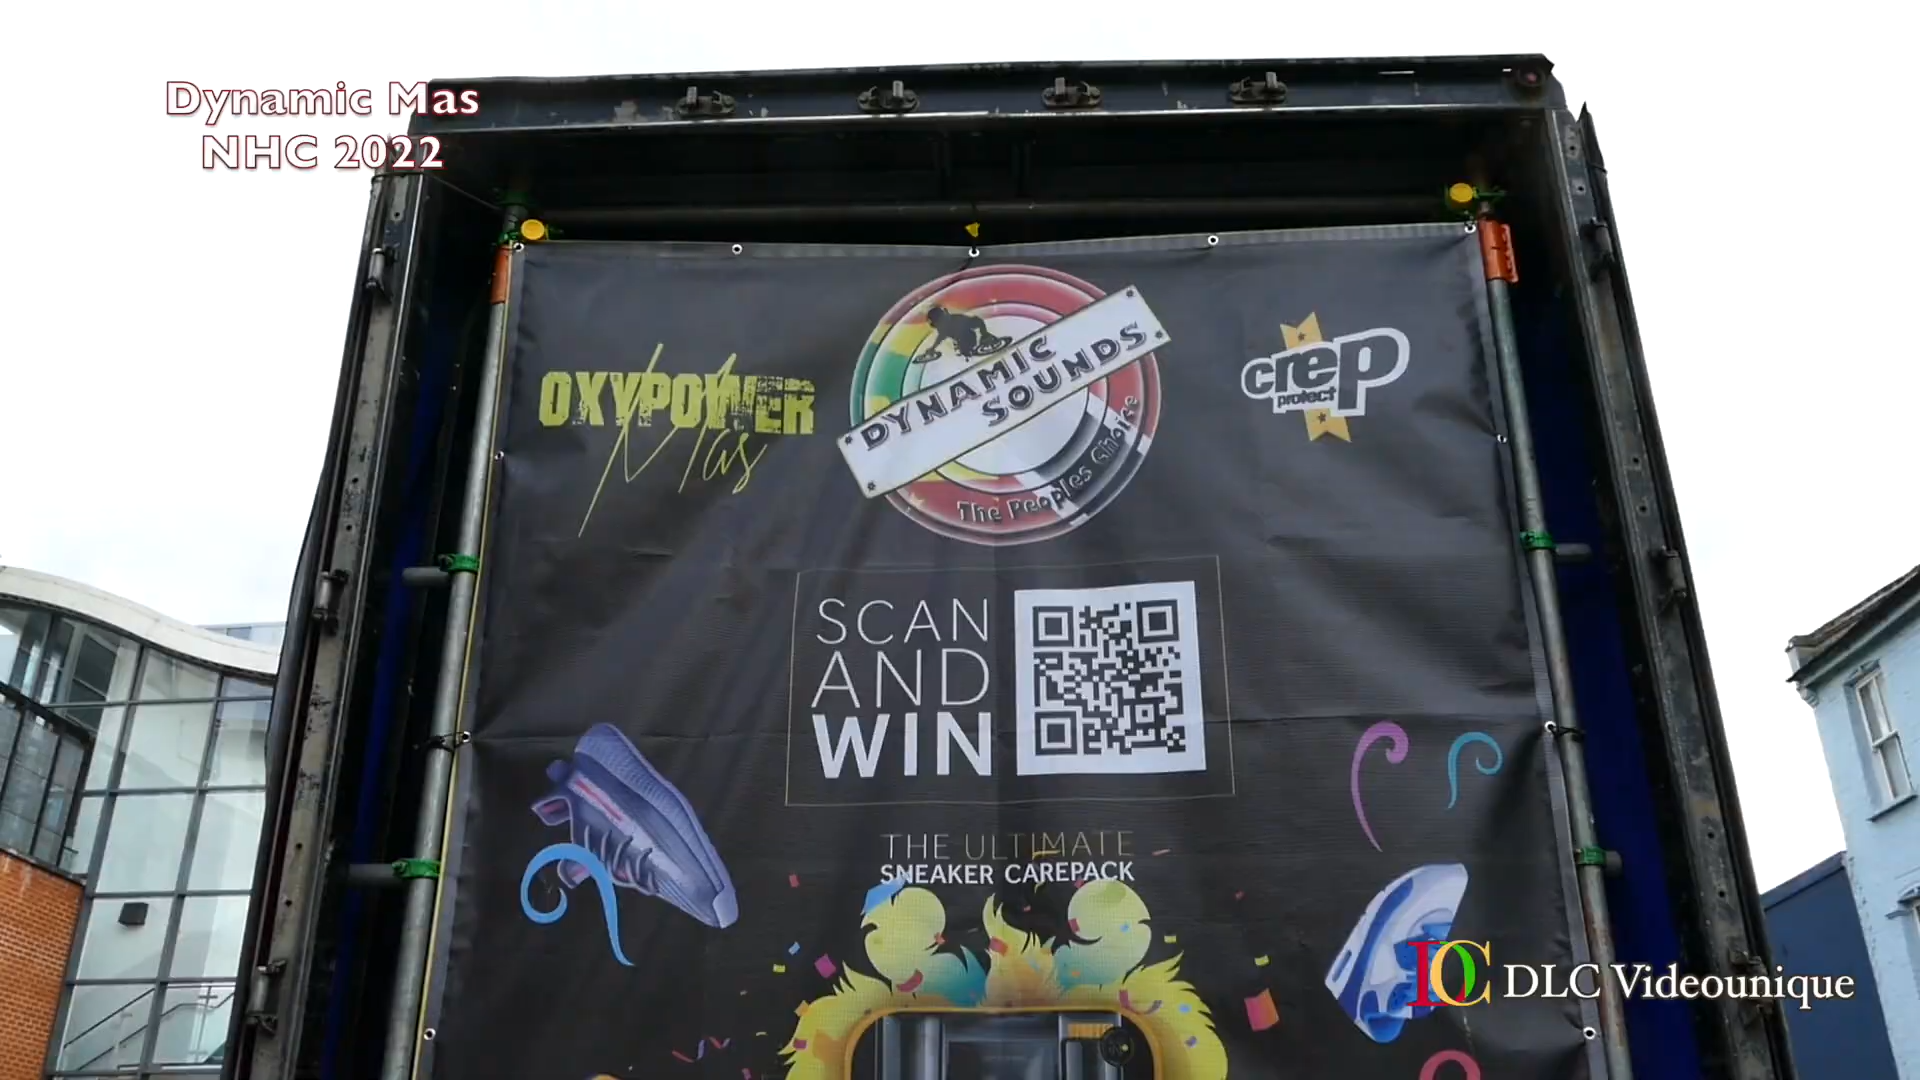 Dynamic Mas
NHC 2022
OXYPOWER
Mas
DYNAMIC
SOUNDS
The Peoples Choice
crep
protect
SCAN
AND
WIN
THE ULTIMATE
SNEAKER CAREPACK
DLC Videounique